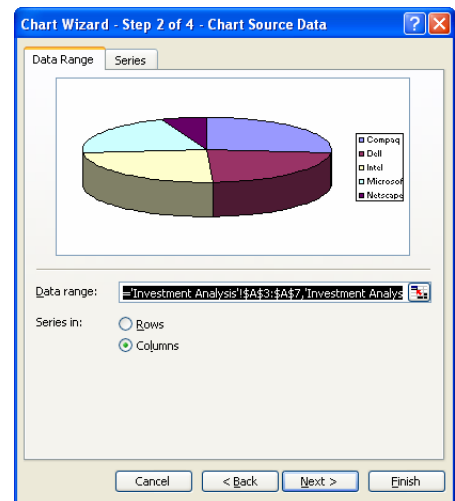 Chart Wizard - Step 2 of 4 - Chart Source Data
Data Range Series
Compaq
Dell
Intel
Microsof
Netscape
Data range: ='Investment Analysis'!$A$3:$A$7,'Investment Analys
Series in: Rows
Columns
Cancel < Back Next > Finish